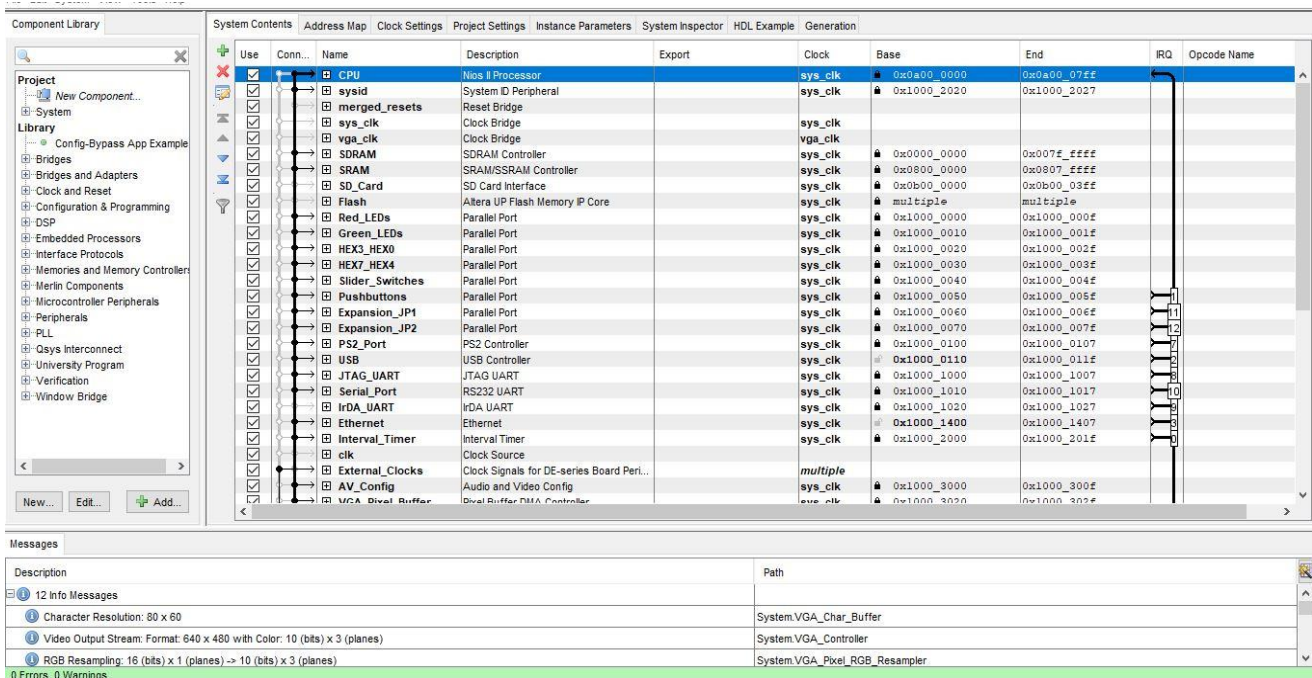 Component Library
Project
New Component...
System
Library
Config-Bypass App Example
Bridges
Bridges and Adapters
Clock and Reset
Configuration & Programming
DSP
Embedded Processors
Interface Protocols
Memories and Memory Controllers
Merlin Components
Microcontroller Peripherals
Peripherals
PLL
Qsys Interconnect
University Program
Verification
Window Bridge
New... Edit... Add...
System Contents Address Map Clock Settings Project Settings Instance Parameters System Inspector HDL Example Generation
Use Conn... Name Description Export Clock Base End IRQ Opcode Name
CPU Nios II Processor sys_clk 0x0a00_0000 0x0a00_07ff
sysid System ID Peripheral sys_clk 0x1000_2020 0x1000_2027
merged_resets Reset Bridge
sys_clk Clock Bridge sys_clk
vga_clk Clock Bridge vga_clk
SDRAM SDRAM Controller sys_clk 0x0000_0000 0x007f_ffff
SRAM SRAM/SSRAM Controller sys_clk 0x0800_0000 0x0807_ffff
SD_Card SD Card Interface sys_clk 0x0b00_0000 0x0b00_03ff
Flash Altera UP Flash Memory IP Core sys_clk multiple multiple
Red_LEDs Parallel Port sys_clk 0x1000_0000 0x1000_000f
Green_LEDs Parallel Port sys_clk 0x1000_0010 0x1000_001f
HEX3_HEX0 Parallel Port sys_clk 0x1000_0020 0x1000_002f
HEX7_HEX4 Parallel Port sys_clk 0x1000_0030 0x1000_003f
Slider_Switches Parallel Port sys_clk 0x1000_0040 0x1000_004f
Pushbuttons Parallel Port sys_clk 0x1000_0050 0x1000_005f 1
Expansion_JP1 Parallel Port sys_clk 0x1000_0060 0x1000_006f 11
Expansion_JP2 Parallel Port sys_clk 0x1000_0070 0x1000_007f 12
PS2_Port PS2 Controller sys_clk 0x1000_0100 0x1000_0107 7
USB USB Controller sys_clk 0x1000_0110 0x1000_011f 2
JTAG_UART JTAG UART sys_clk 0x1000_1000 0x1000_1007 8
Serial_Port RS232 UART sys_clk 0x1000_1010 0x1000_1017 10
IrDA_UART IrDA UART sys_clk 0x1000_1020 0x1000_1027 9
Ethernet Ethernet sys_clk 0x1000_1400 0x1000_1407 3
Interval_Timer Interval Timer sys_clk 0x1000_2000 0x1000_201f 0
clk Clock Source
External_Clocks Clock Signals for DE-series Board Peri... multiple
AV_Config Audio and Video Config sys_clk 0x1000_3000 0x1000_300f
VGA_Pixel_Buffer Pixel Buffer DMA Controller sys_clk 0x1000_3020 0x1000_302f
Messages
Description Path
12 Info Messages
Character Resolution: 80 x 60 System.VGA_Char_Buffer
Video Output Stream: Format: 640 x 480 with Color: 10 (bits) x 3 (planes) System.VGA_Controller
RGB Resampling: 16 (bits) x 1 (planes) -> 10 (bits) x 3 (planes) System.VGA_Pixel_RGB_Resampler
0 Errors, 0 Warnings